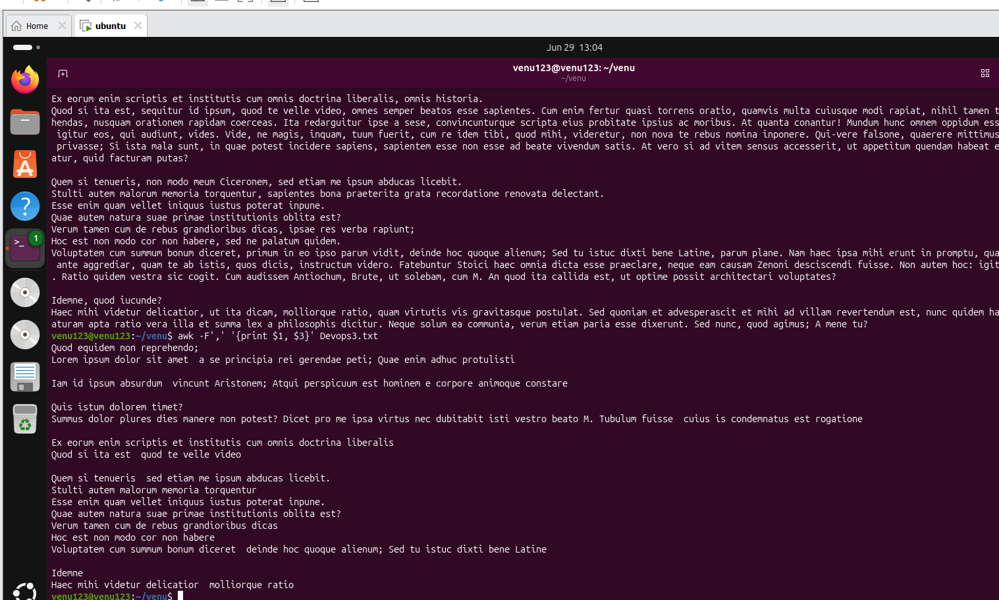 Home
ubuntu
Jun 29 13:04
venu123@venu123: ~/venu
~/venu
Ex eorum enim scriptis et institutis cum omnis doctrina liberalis, omnis historia.
Quod si ita est, sequitur id ipsum, quod te velle video, omnes semper beatos esse sapientes. Cum enim fertur quasi torrens oratio, quamvis multa cuiusque modi rapiat, nihil tamen t
hendas, nusquam orationem rapidam coerceas. Ita redarguitur ipse a sese, convincunturque scripta eius probitate ipsius ac moribus. At quanta conantur! Mundum hunc omnem oppidum ess
igitur eos, qui audiunt, vides. Vide, ne magis, inquam, tuum fuerit, cum re idem tibi, quod mihi, videretur, non nova te rebus nomina inponere. Qui-vere falsone, quaerere mittimus
privasse; Si ista mala sunt, in quae potest incidere sapiens, sapientem esse non esse ad beate vivendum satis. At vero si ad vitem sensus accesserit, ut appetitum quendam habeat e
atur, quid facturam putas?
Quem si tenueris, non modo meum Ciceronem, sed etiam me ipsum abducas licebit.
Stulti autem malorum memoria torquentur, sapientes bona praeterita grata recordatione renovata delectant.
Esse enim quam vellet iniquus iustus poterat inpune.
Quae autem natura suae primae institutionis oblita est?
Verum tamen cum de rebus grandioribus dicas, ipsae res verba rapiunt;
Hoc est non modo cor non habere, sed ne palatum quidem.
Voluptatem cum summum bonum diceret, primum in eo ipso parum vidit, deinde hoc quoque alienum; Sed tu istuc dixti bene Latine, parum plane. Nam haec ipsa mihi erunt in promptu, qua
ante aggrediar, quam te ab istis, quos dicis, instructum videro. Fatebuntur Stoici haec omnia dicta esse praeclare, neque eam causam Zenoni desciscendi fuisse. Non autem hoc: igit
. Ratio quidem vestra sic cogit. Cum audissem Antiochum, Brute, ut solebam, cum M. An quod ita callida est, ut optime possit architectari voluptates?
Idemne, quod iucunde?
Haec mihi videtur delicatior, ut ita dicam, molliorque ratio, quam virtutis vis gravitasque postulat. Sed quoniam et advesperascit et mihi ad villam revertendum est, nunc quidem ha
aturam apta ratio vera illa et summa lex a philosophis dicitur. Neque solum ea communia, verum etiam paria esse dixerunt. Sed nunc, quod agimus; A mene tu?
venu123@venu123:~/venu$ awk -F',' '{print $1, $3}' Devops3.txt
Quod equidem non reprehendo;
Lorem ipsum dolor sit amet  a se principia rei gerendae peti; Quae enim adhuc protulisti
Iam id ipsum absurdum  vincunt Aristonem; Atqui perspicuum est hominem e corpore animoque constare
Quis istum dolorem timet?
Summus dolor plures dies manere non potest? Dicet pro me ipsa virtus nec dubitabit isti vestro beato M. Tubulum fuisse  cuius is condemnatus est rogatione
Ex eorum enim scriptis et institutis cum omnis doctrina liberalis
Quod si ita est  quod te velle video
Quem si tenueris  sed etiam me ipsum abducas licebit.
Stulti autem malorum memoria torquentur
Esse enim quam vellet iniquus iustus poterat inpune.
Quae autem natura suae primae institutionis oblita est?
Verum tamen cum de rebus grandioribus dicas
Hoc est non modo cor non habere
Voluptatem cum summum bonum diceret  deinde hoc quoque alienum; Sed tu istuc dixti bene Latine
Idemne
Haec mihi videtur delicatior  molliorque ratio
venu123@venu123:~/venu$
1